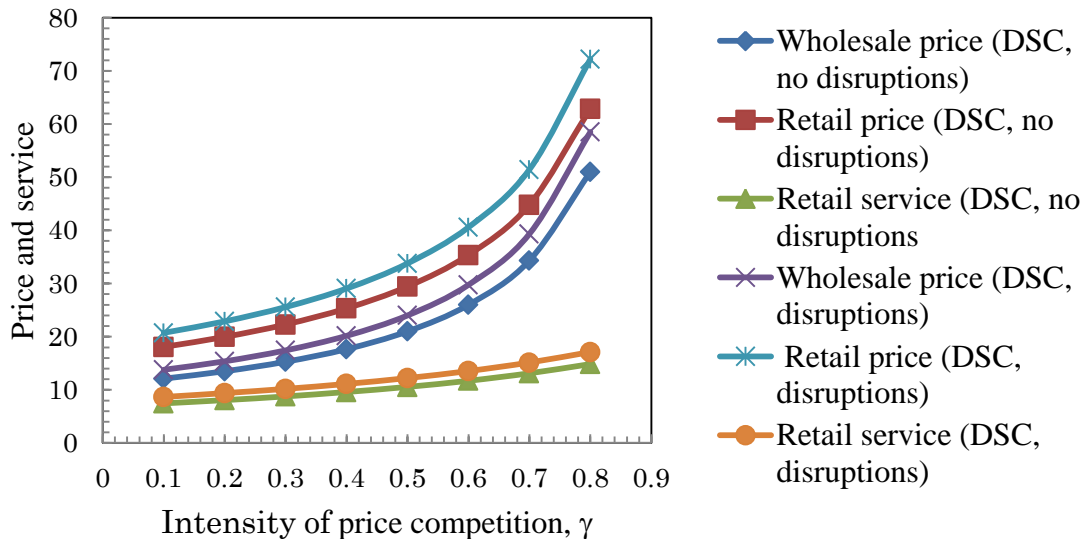 80
70
60
50
40
30
20
10
0
Price and service
0 0.1 0.2 0.3 0.4 0.5 0.6 0.7 0.8 0.9
Intensity of price competition, γ
Wholesale price (DSC,
no disruptions)
Retail price (DSC, no
disruptions)
Retail service (DSC, no
disruptions
Wholesale price (DSC,
disruptions)
Retail price (DSC,
disruptions)
Retail service (DSC,
disruptions)